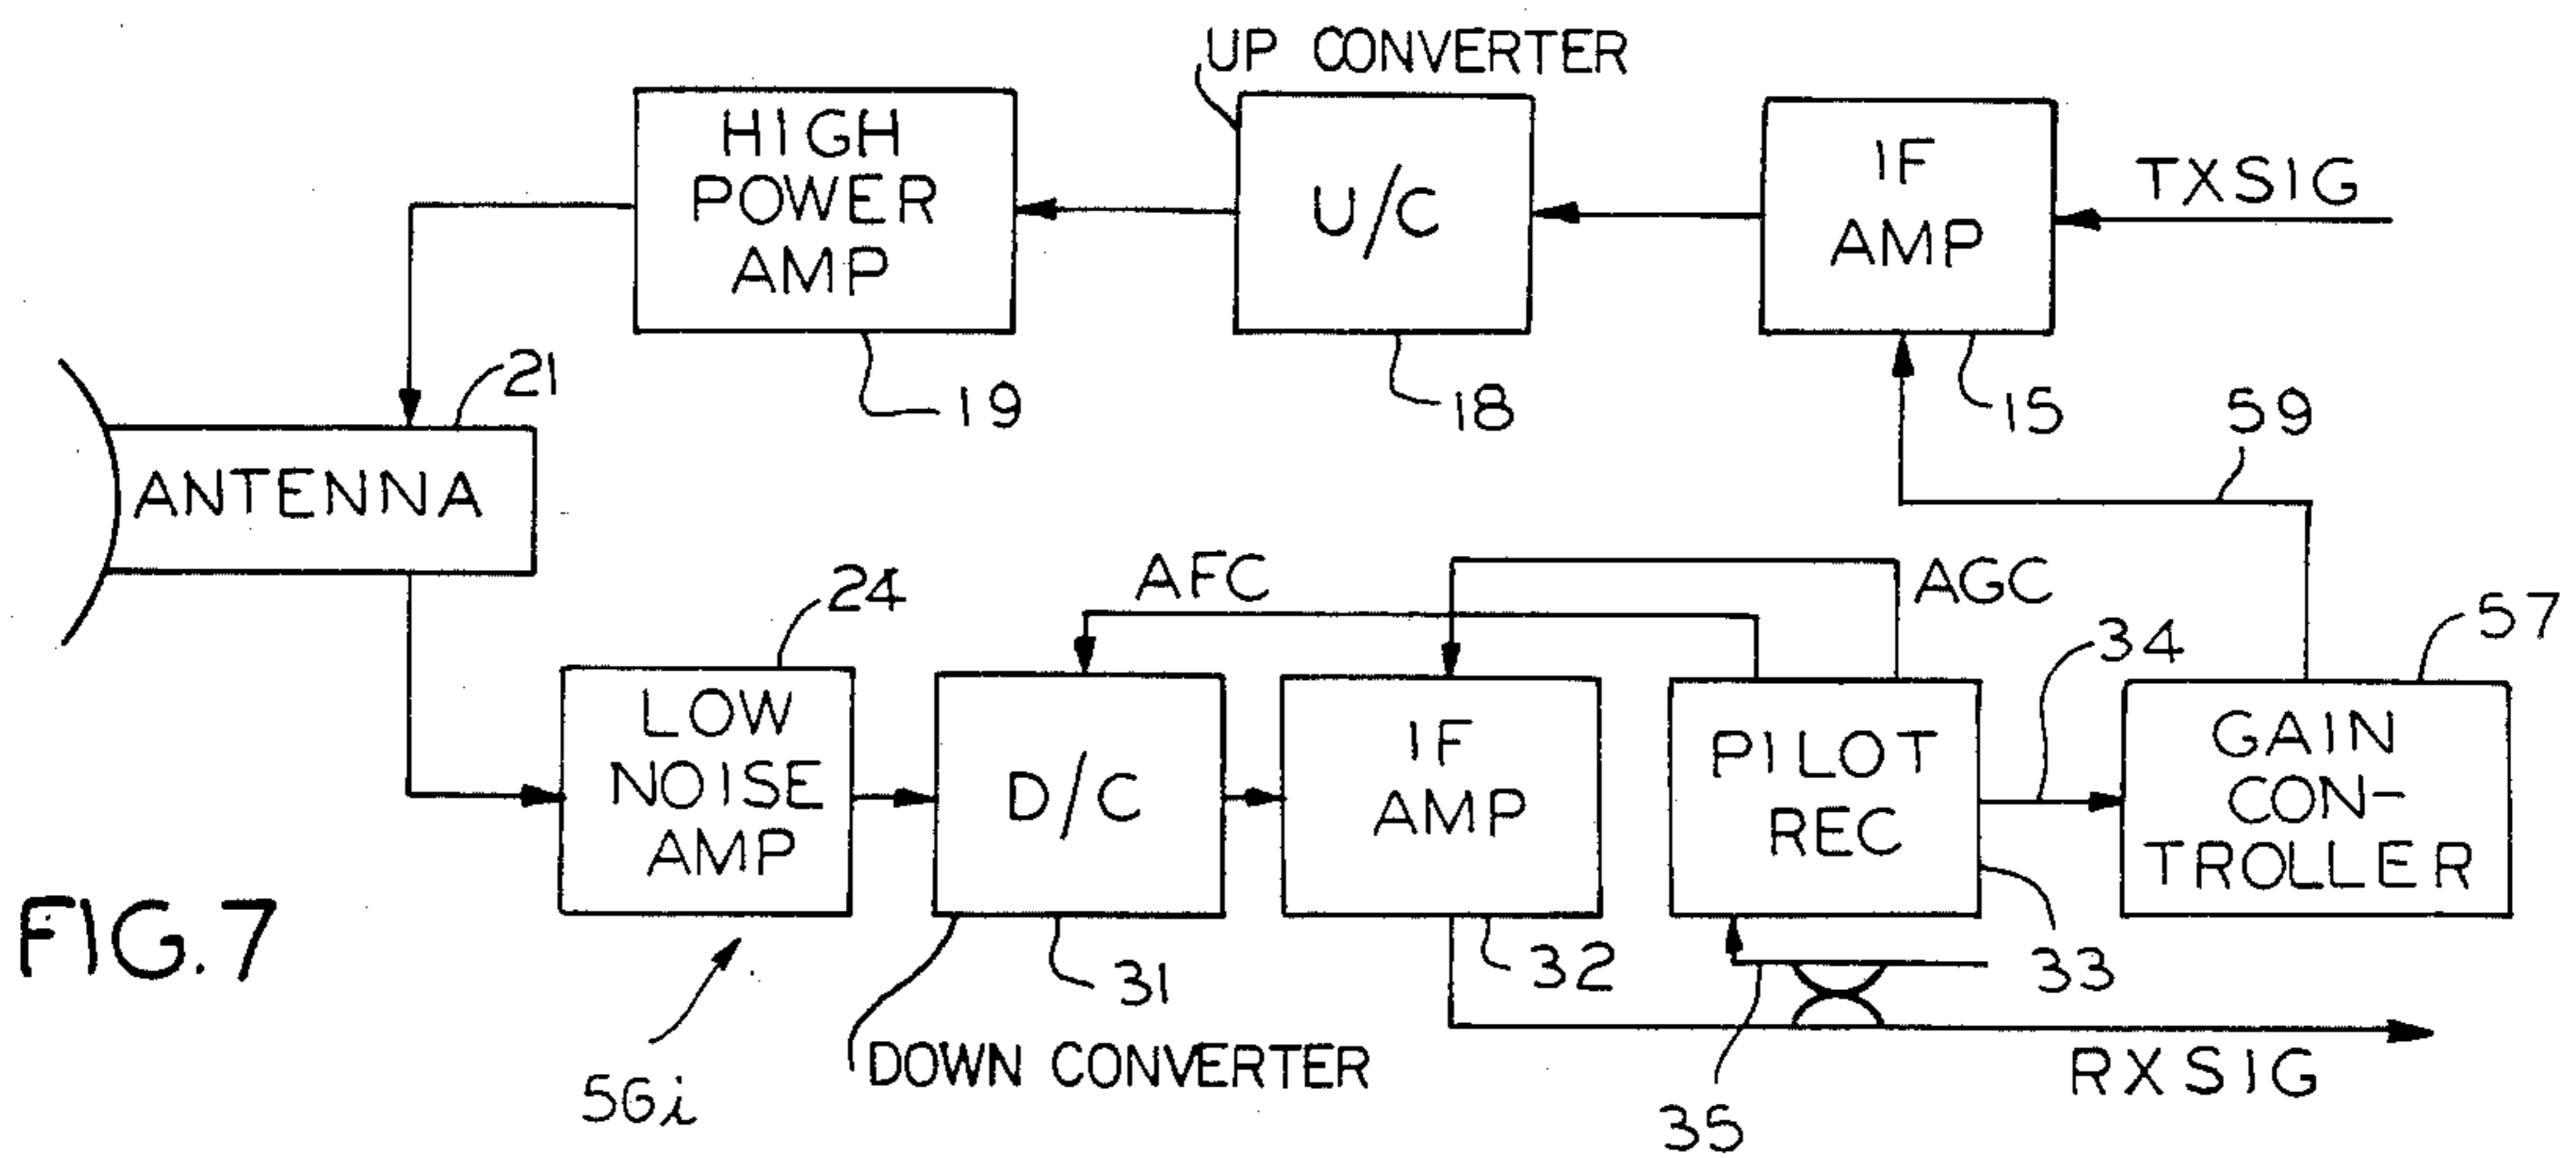 UP CONVERTER
HIGH
POWER
AMP
U/C
IF
AMP
TXSIG
19
18
15
59
21
ANTENNA
24
AFC
AGC
34
57
LOW
NOISE
AMP
D/C
IF
AMP
PILOT
REC
GAIN
CON-
TROLLER
FIG. 7
56i
31
DOWN CONVERTER
32
33
35
RXSIG